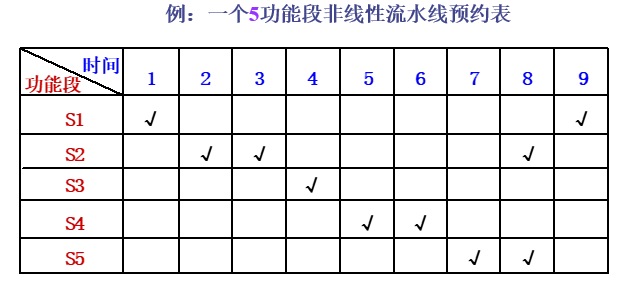 例：一个5功能段非线性流水线预约表
时间
功能段 1 2 3 4 5 6 7 8 9
S1 √ √
S2 √ √ √
S3 √
S4 √ √
S5 √ √